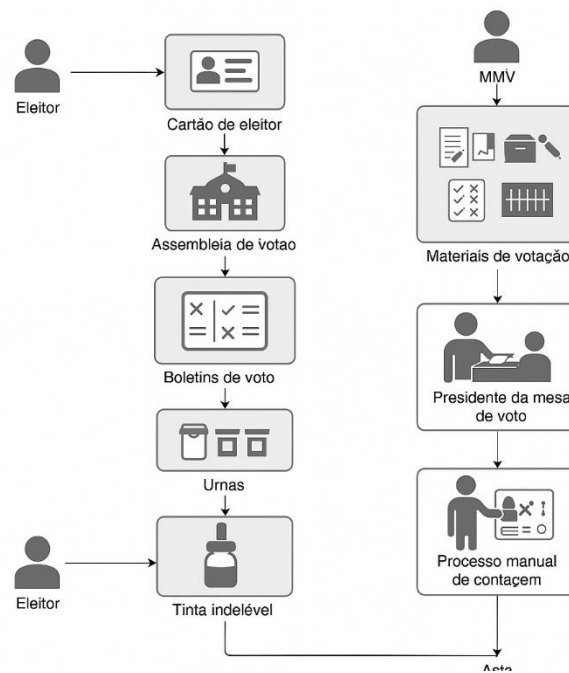 Eleitor
Cartão de eleitor
Assembleia de votao
Boletins de voto
Urnas
Eleitor
Tinta indelével
MMV
Materiais de votação
Presidente da mesa
de voto
Processo manual
de contaçem